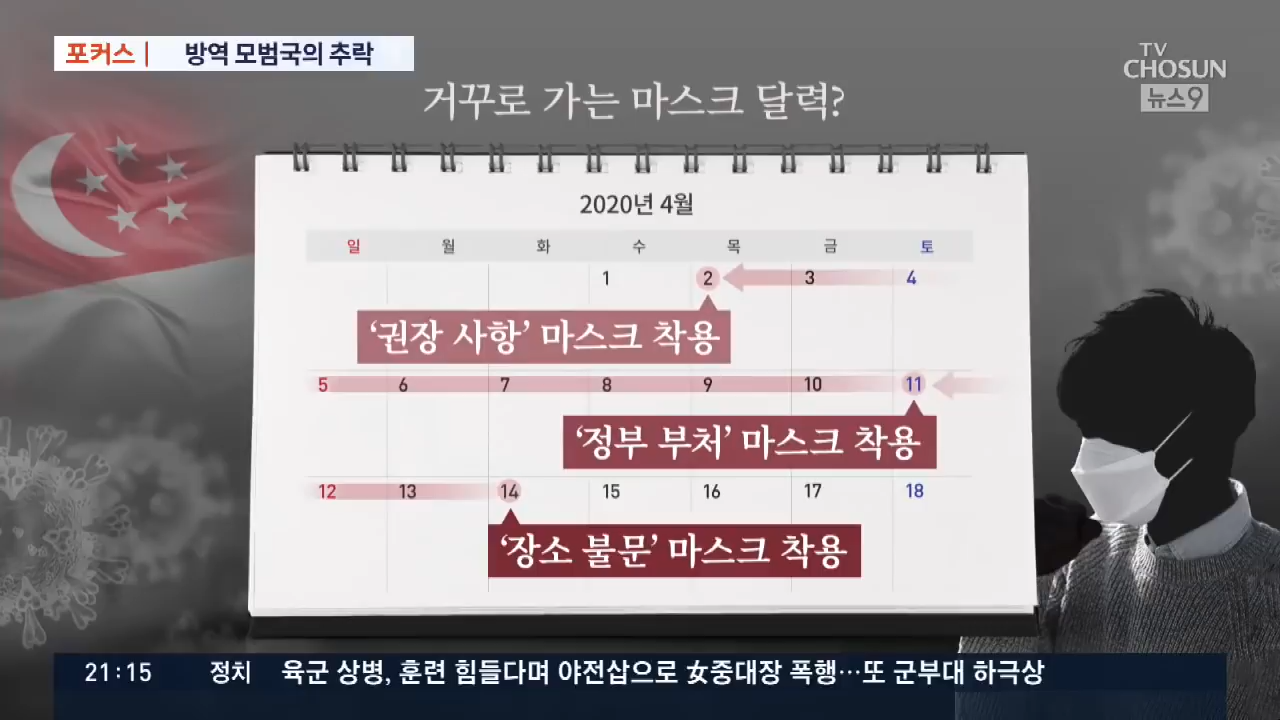 포커스 | 방역 모범국의 추락
TV
CHOSUN
뉴스9
거꾸로 가는 마스크 달력?
2020년 4월
일 월 화 수 목 금 토
1 2 3 4
‘권장 사항’ 마스크 착용
5 6 7 8 9 10 11
‘정부 부처’ 마스크 착용
12 13 14 15 16 17 18
‘장소 불문’ 마스크 착용
21:15 정치 육군 상병, 훈련 힘들다며 야전삽으로 女중대장 폭행…또 군부대 하극상